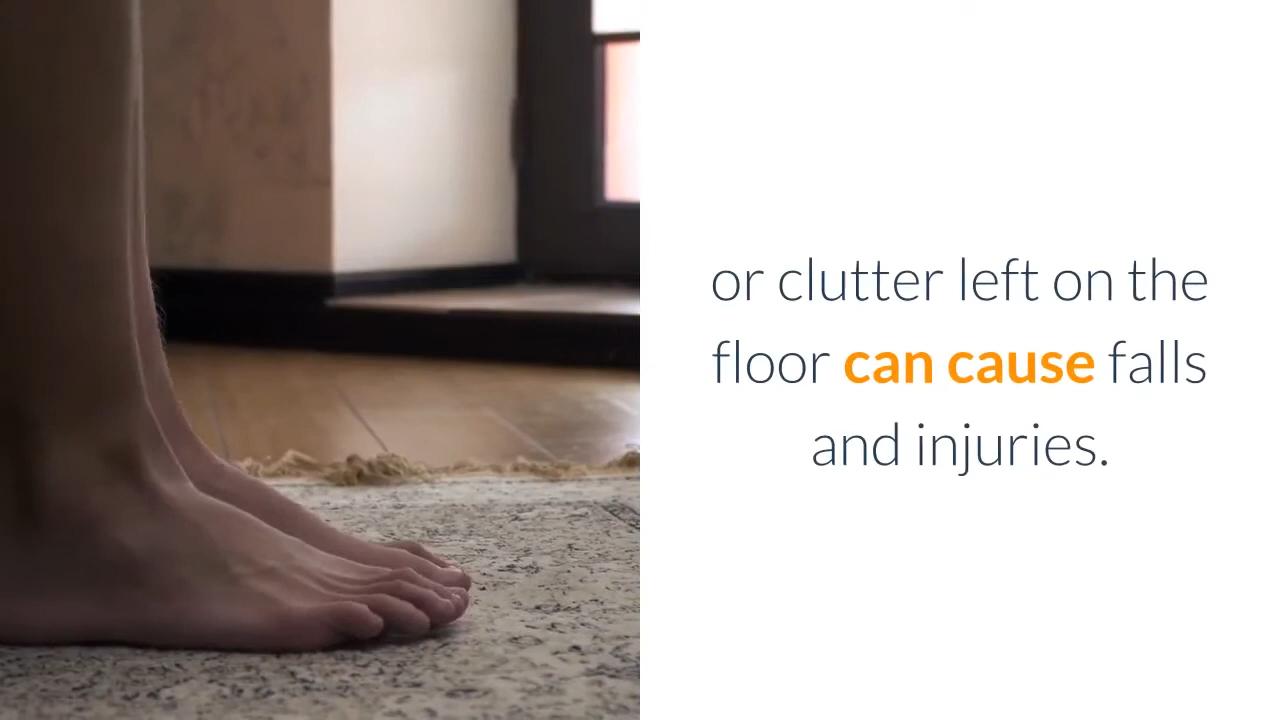 or clutter left on the
floor can cause falls
and injuries.